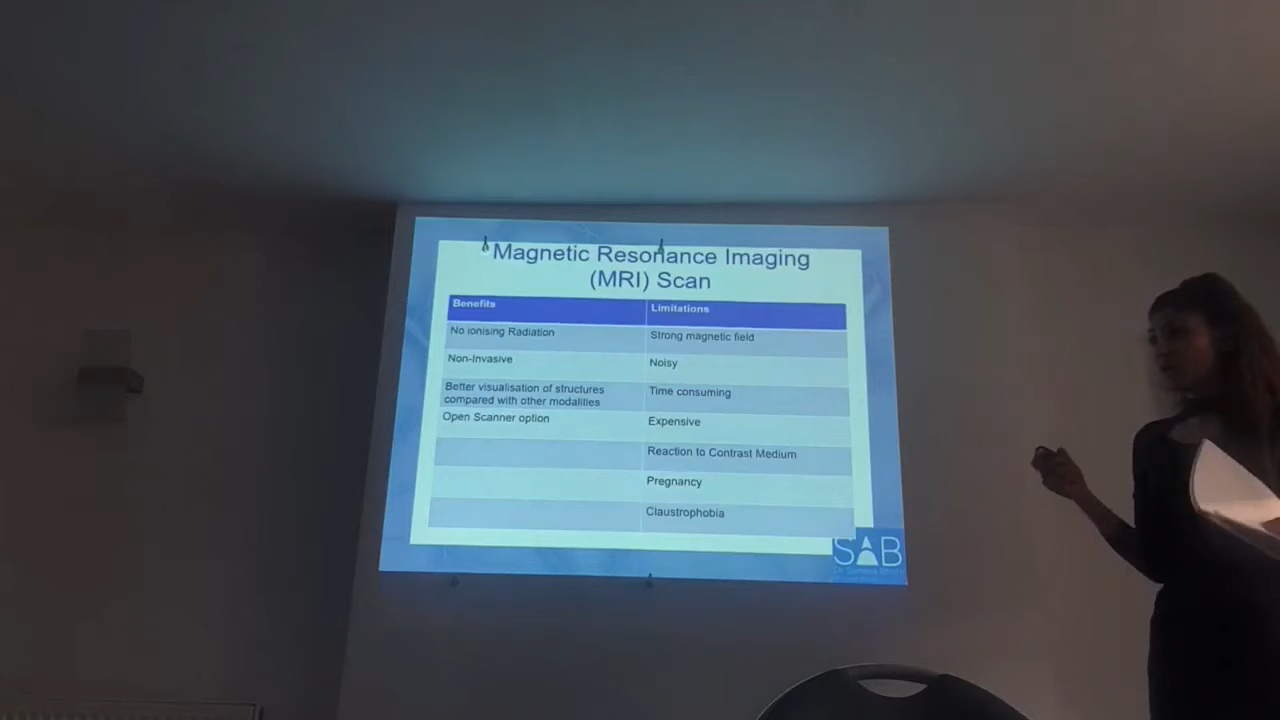 Magnetic Resonance Imaging
(MRI) Scan
Benefits
Limitations
No ionising Radiation
Strong magnetic field
Non-Invasive
Noisy
Better visualisation of structures
compared with other modalities
Time consuming
Open Scanner option
Expensive
Reaction to Contrast Medium
Pregnancy
Claustrophobia
SAB